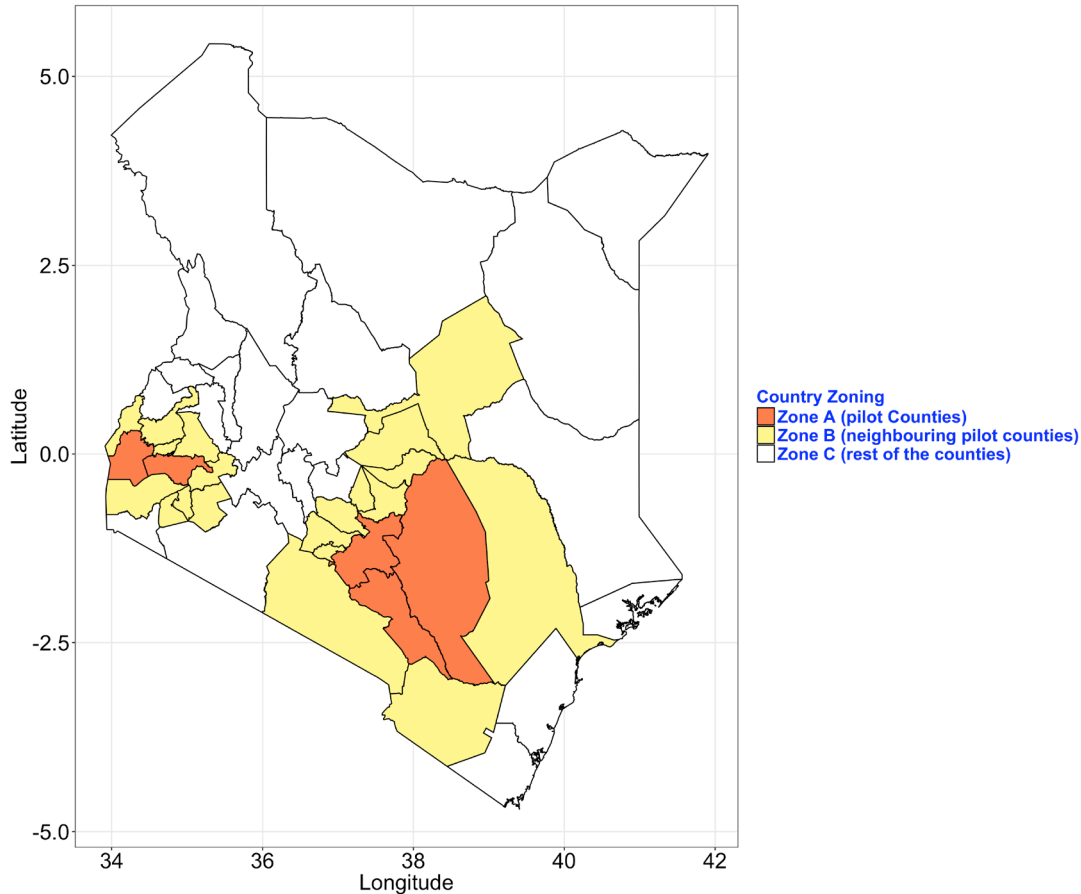 5.0
2.5
0.0
-2.5
-5.0
Latitude
34
36
38
40
42
Longitude
Country Zoning
Zone A (pilot Counties)
Zone B (neighbouring pilot counties)
Zone C (rest of the counties)